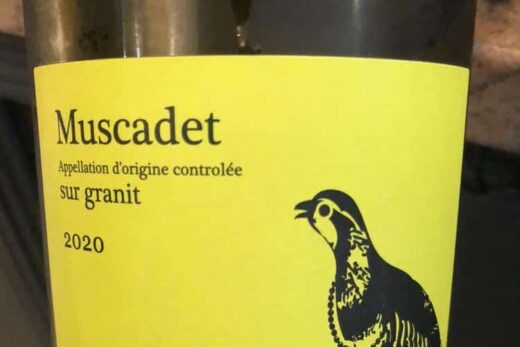 Muscadet
Appellation d'origine controlée
sur granit
2020